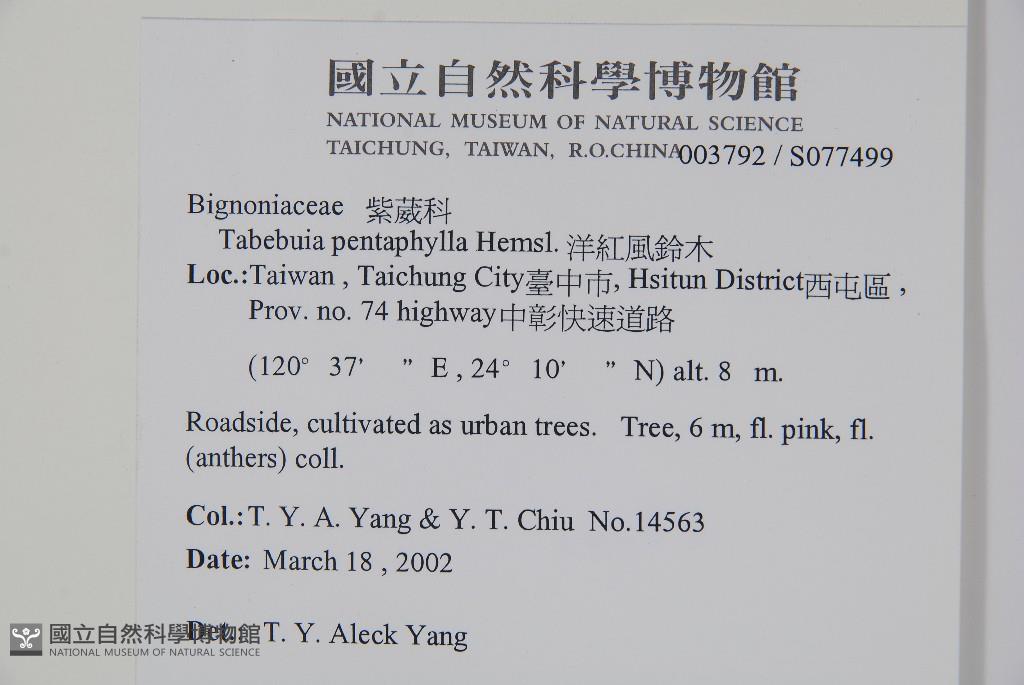 國立自然科學博物館
NATIONAL MUSEUM OF NATURAL SCIENCE
TAICHUNG, TAIWAN, R.O.CHINA 003792 / S077499
Bignoniaceae 紫葳科
Tabebuia pentaphylla Hemsl. 洋紅風鈴木
Loc.:Taiwan , Taichung City臺中市, Hsitun District西屯區 ,
Prov. no. 74 highway中彰快速道路
(120° 37' ” E , 24° 10' ” N) alt. 8 m.
Roadside, cultivated as urban trees. Tree, 6 m, fl. pink, fl.
(anthers) coll.
Col.: T. Y. A. Yang & Y. T. Chiu No.14563
Date: March 18 , 2002
Det.: T. Y. Aleck Yang
國立自然科學博物館
NATIONAL MUSEUM OF NATURAL SCIENCE